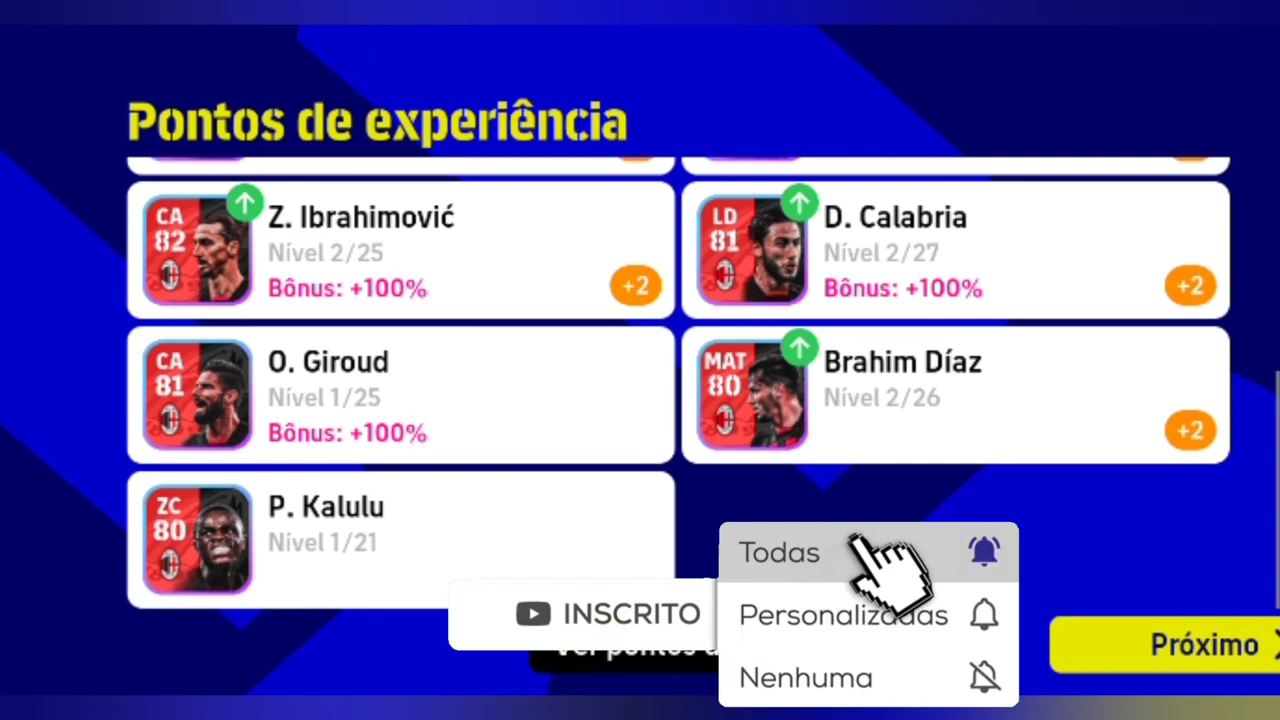 Pontos de experiência
CA
82
Z. Ibrahimović
Nível 2/25
Bônus: +100%
+2
LD
81
D. Calabria
Nível 2/27
Bônus: +100%
+2
CA
81
O. Giroud
Nível 1/25
Bônus: +100%
MAT
80
Brahim Díaz
Nível 2/26
+2
ZC
80
P. Kalulu
Nível 1/21
Todas
INSCRITO
Personalizadas
Ver pontos
Nenhuma
Próximo